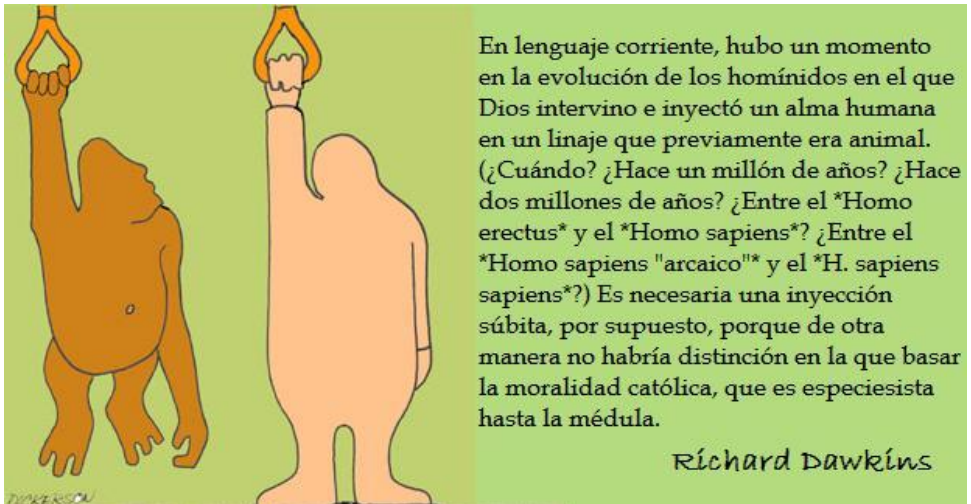 En lenguaje corriente, hubo un momento
en la evolución de los homínidos en el que
Dios intervino e inyectó un alma humana
en un linaje que previamente era animal.
(¿Cuándo? ¿Hace un millón de años? ¿Hace
dos millones de años? ¿Entre el *Homo
erectus* y el *Homo sapiens*? ¿Entre el
*Homo sapiens "arcaico"* y el *H. sapiens
sapiens*?) Es necesaria una inyección
súbita, por supuesto, porque de otra
manera no habría distinción en la que basar
la moralidad católica, que es especiesista
hasta la médula.
Richard Dawkins